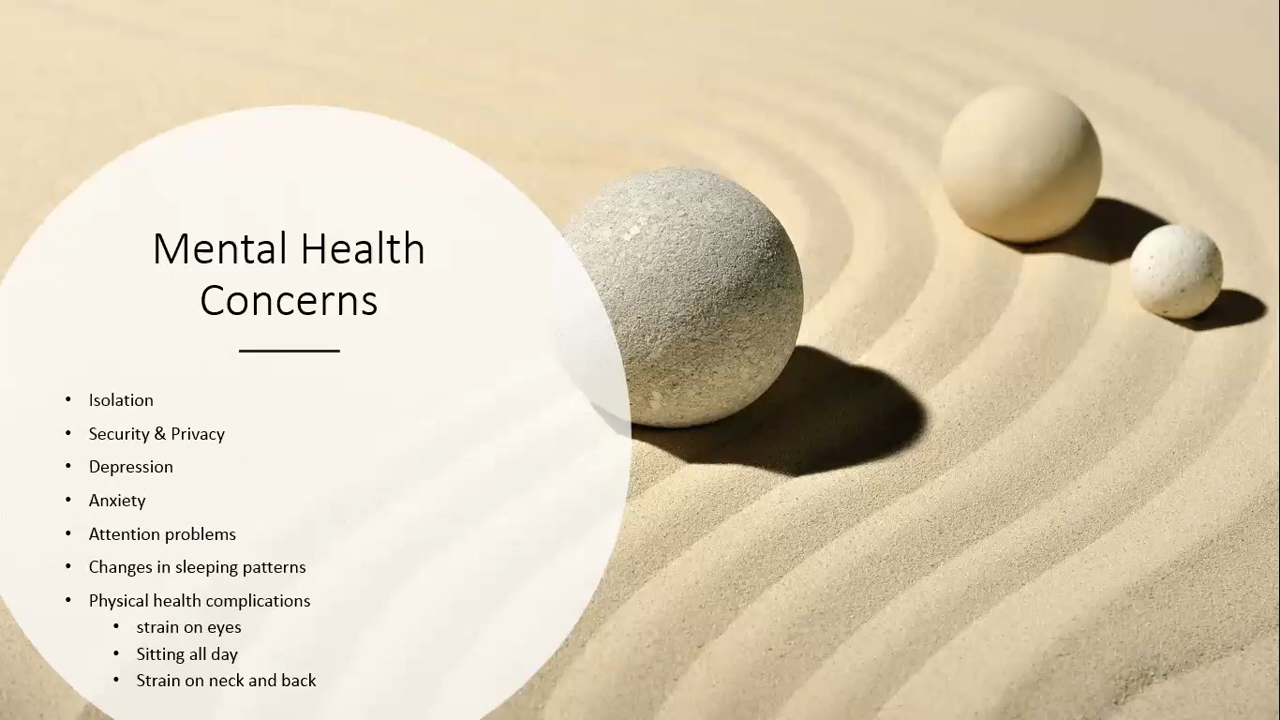 Mental Health
Concerns
• Isolation
• Security & Privacy
• Depression
• Anxiety
• Attention problems
• Changes in sleeping patterns
• Physical health complications
• strain on eyes
• Sitting all day
• Strain on neck and back